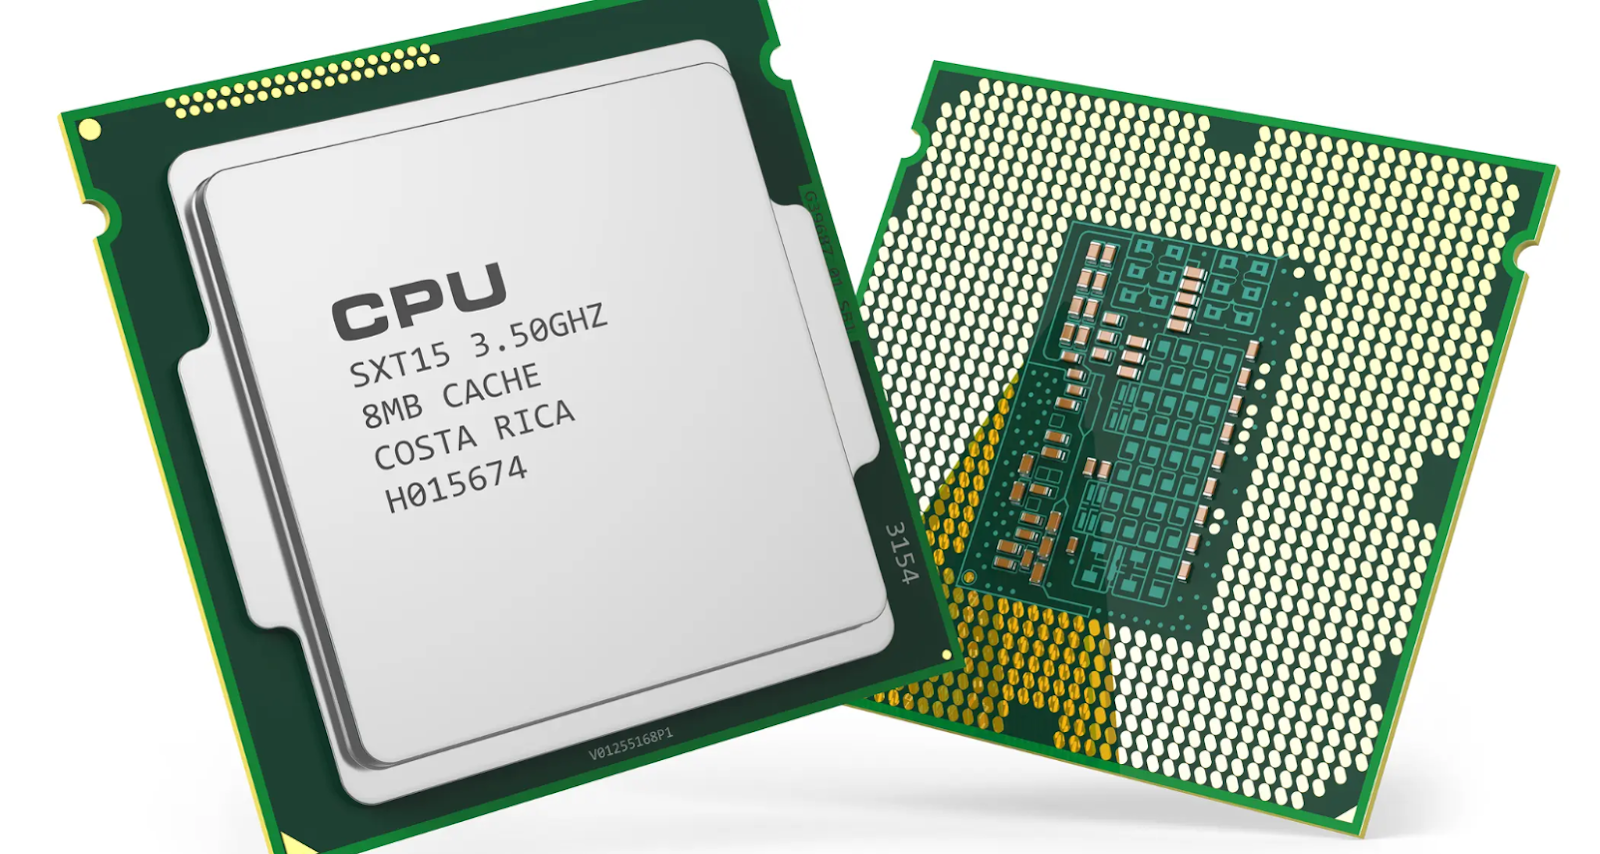 CPU
SXT15 3.50GHZ
8MB CACHE
COSTA RICA
H015674
3154
V01255168P1